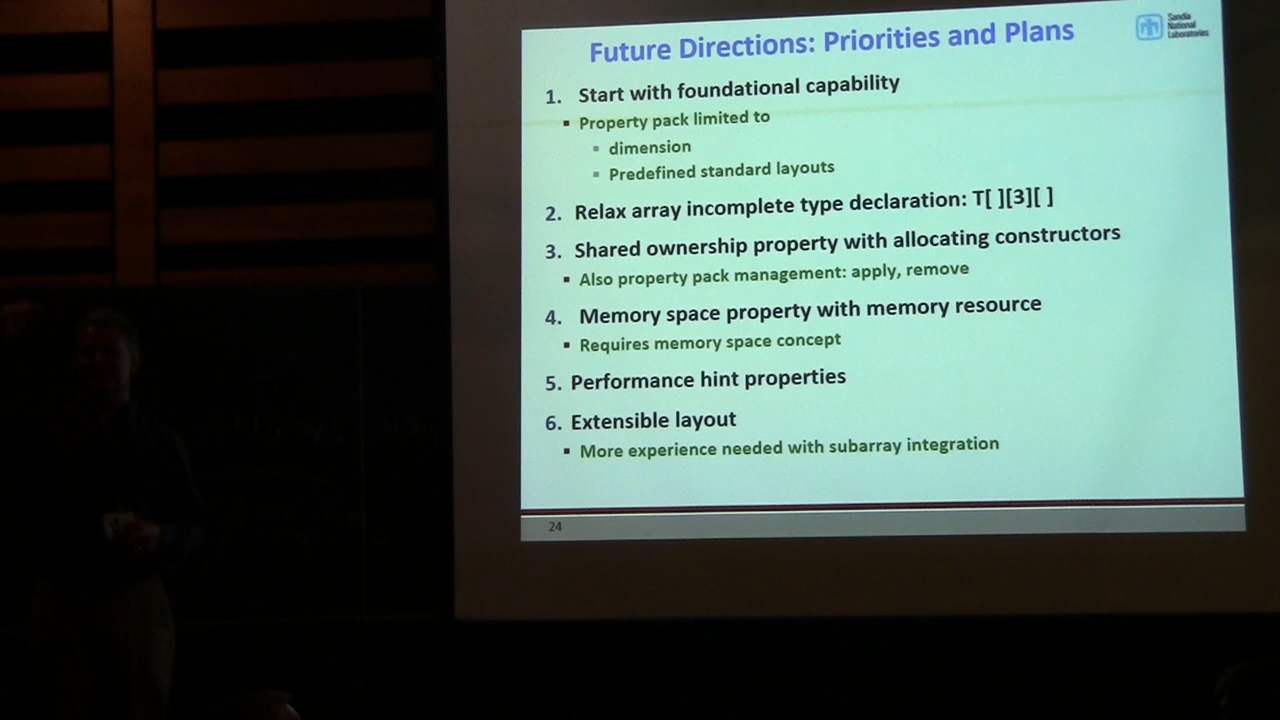 Future Directions: Priorities and Plans
Sandia
National
Laboratories
1. Start with foundational capability
▪ Property pack limited to
▪ dimension
▪ Predefined standard layouts
2. Relax array incomplete type declaration: T[ ][3][ ]
3. Shared ownership property with allocating constructors
▪ Also property pack management: apply, remove
4. Memory space property with memory resource
▪ Requires memory space concept
5. Performance hint properties
6. Extensible layout
▪ More experience needed with subarray integration
24